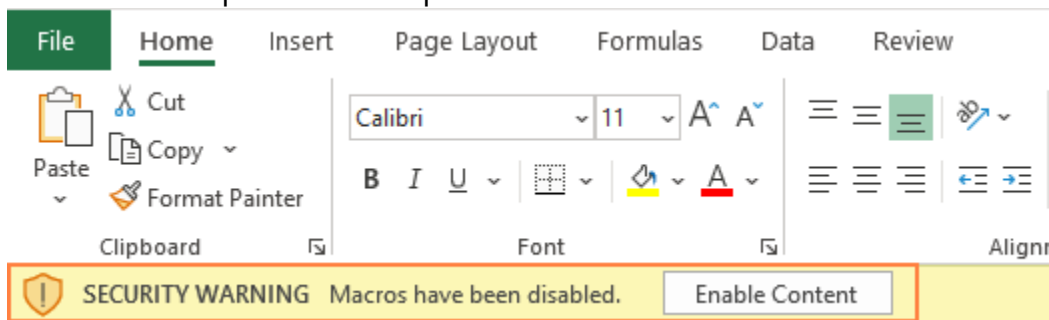 File Home Insert Page Layout Formulas Data Review
Cut
Calibri 11 A A
Copy
Paste
B I U A
Format Painter
Clipboard Font Alignm
SECURITY WARNING Macros have been disabled. Enable Content